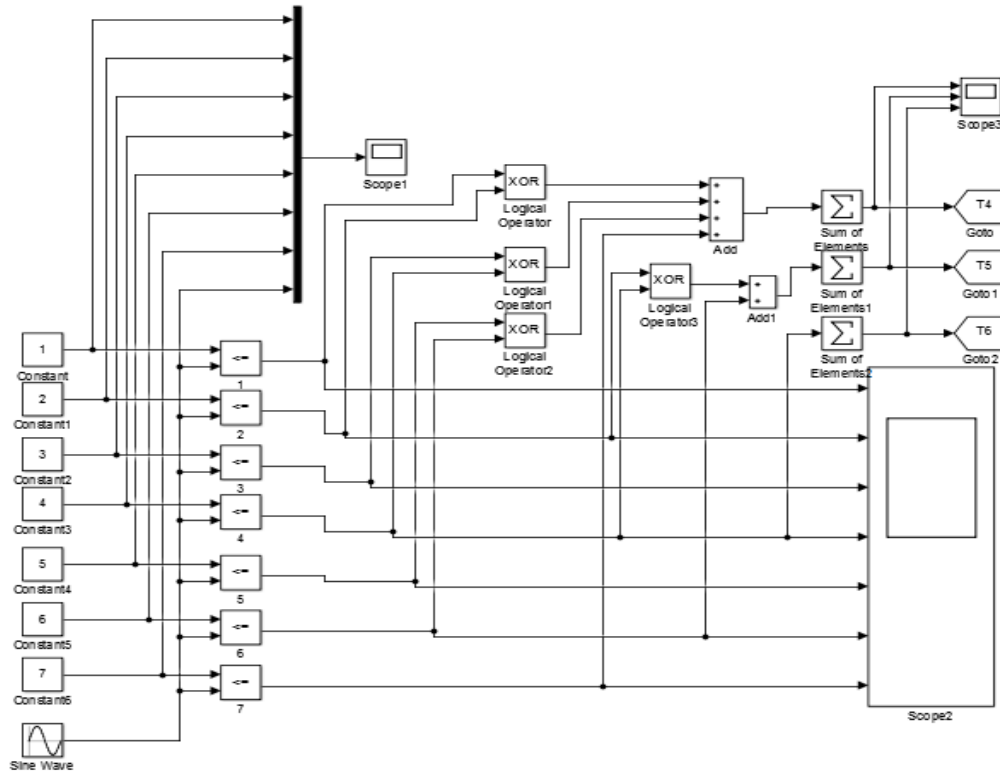 Scope1
Scope3
XOR
Logical
Operator
+
+
+
+
Add
Σ
Sum of
Elements
T4
Goto
XOR
Logical
Operator1
XOR
Logical
Operator3
+
+
Add1
Σ
Sum of
Elements1
T5
Goto1
XOR
Logical
Operator2
Σ
Sum of
Elements2
T6
Goto2
1
Constant
<=
1
2
Constant1
<=
2
3
Constant2
<=
3
4
Constant3
<=
4
5
Constant4
<=
5
6
Constant5
<=
6
7
Constant6
<=
7
Scope2
Sine Wave